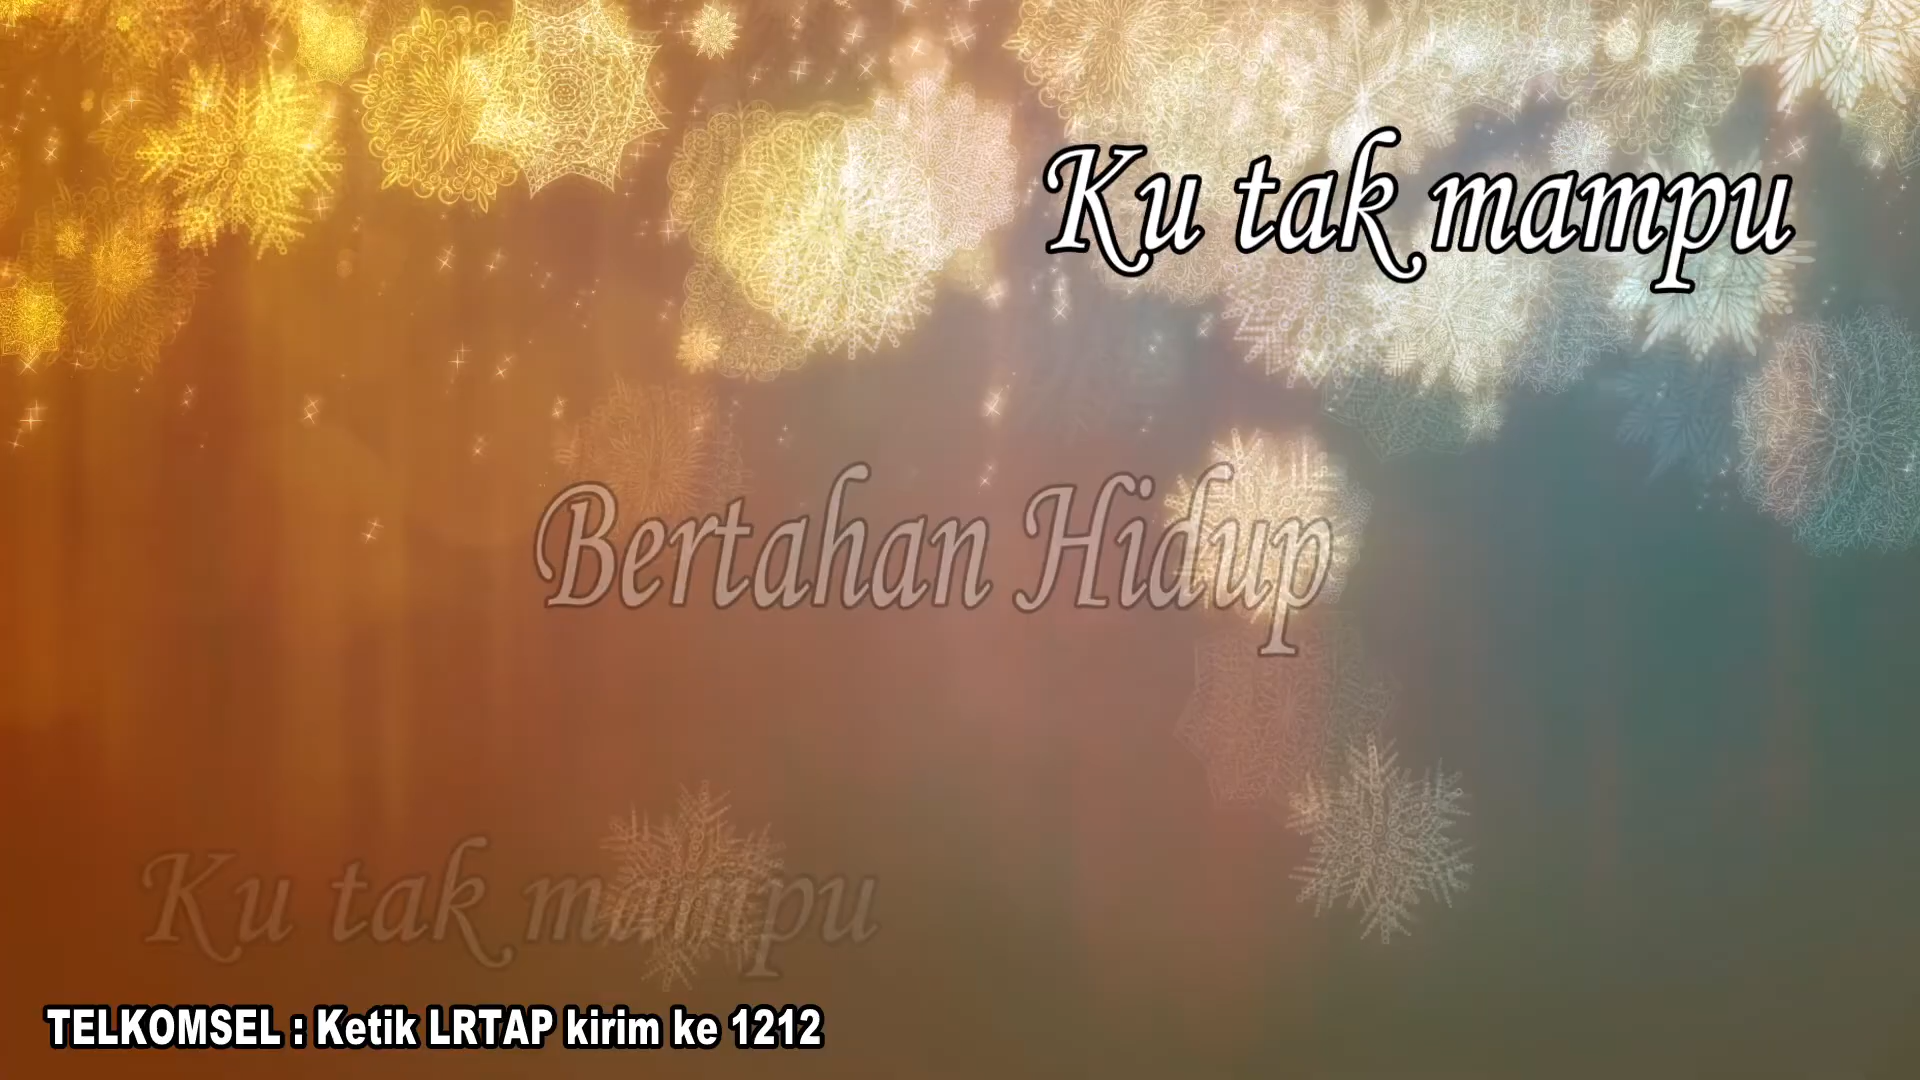 Ku tak mampu
Bertahan Hidup
Ku tak mampu
TELKOMSEL : Ketik LRTAP kirim ke 1212